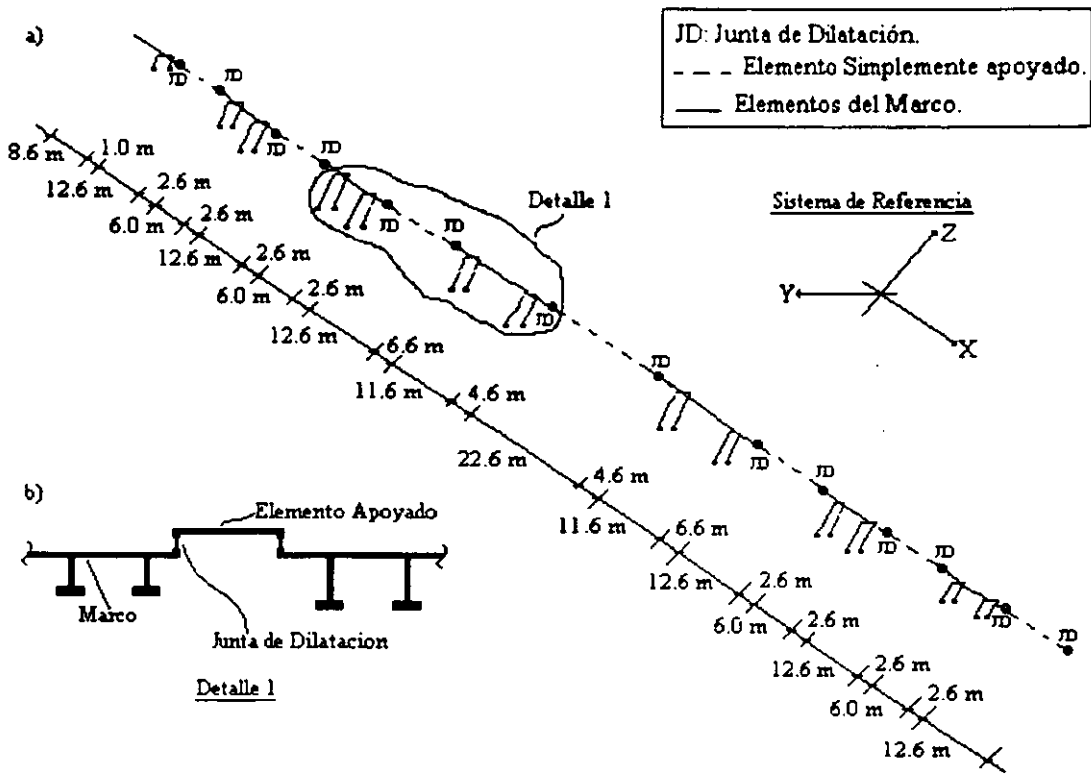 a)
JD: Junta de Dilatación.
- - - Elemento Simplemente apoyado.
—— Elementos del Marco.
JD
JD
JD
JD
JD
JD
JD
JD
JD
JD
JD
JD
JD
JD
Detalle 1
Sistema de Referencia
Z
Y
X
8.6 m
1.0 m
12.6 m
2.6 m
6.0 m
2.6 m
12.6 m
2.6 m
6.0 m
2.6 m
12.6 m
6.6 m
11.6 m
4.6 m
22.6 m
4.6 m
11.6 m
6.6 m
12.6 m
2.6 m
6.0 m
2.6 m
12.6 m
2.6 m
6.0 m
2.6 m
12.6 m
b)
Elemento Apoyado
Marco
Junta de Dilatacion
Detalle 1